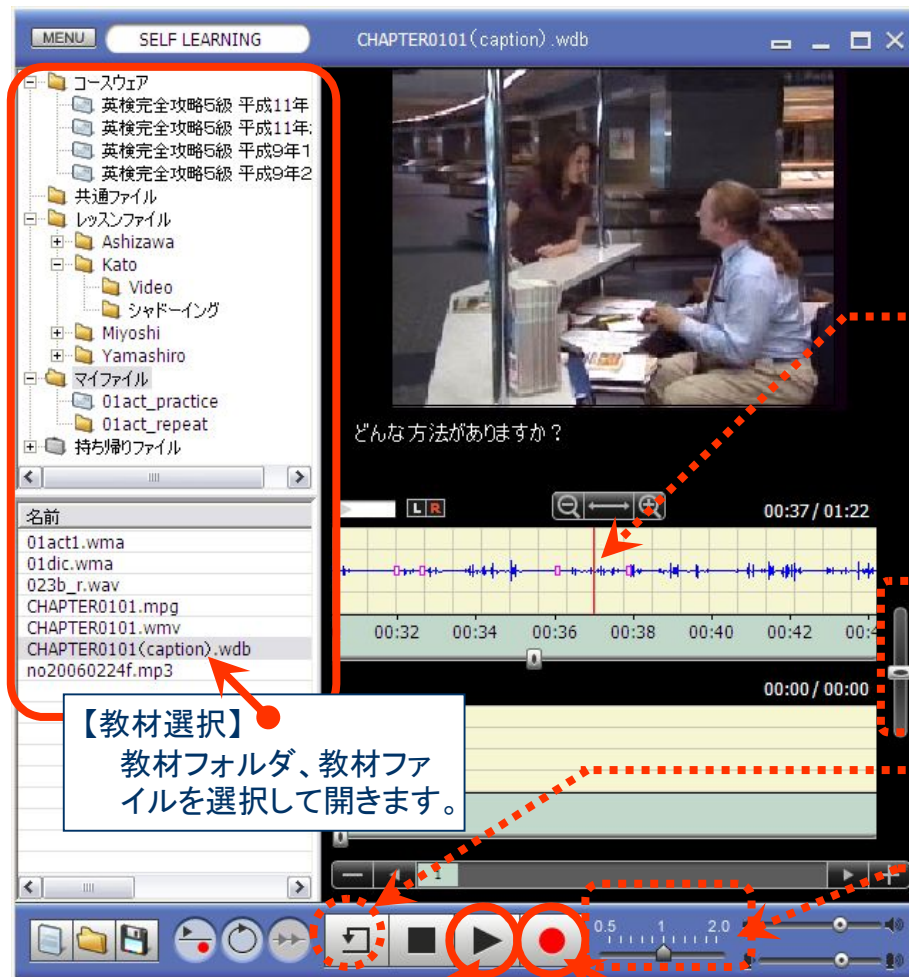 MENU
SELF LEARNING
CHAPTER0101(caption).wdb
コースウェア
英検完全攻略5級 平成11年
英検完全攻略5級 平成11年
英検完全攻略5級 平成9年1
英検完全攻略5級 平成9年2
共通ファイル
レッスンファイル
Ashizawa
Kato
Video
シャドーイング
Miyoshi
Yamashiro
マイファイル
01act_practice
01act_repeat
持ち帰りファイル
どんな方法がありますか？
名前
01act1.wma
01dic.wma
023b_r.wav
CHAPTER0101.mpg
CHAPTER0101.wmv
CHAPTER0101(caption).wdb
no20060224f.mp3
L R
00:37 / 01:22
00:32 00:34 00:36 00:38 00:40 00:42 00:4
00:00 / 00:00
【教材選択】
教材フォルダ、教材ファ
イルを選択して開きます。
1
0.5 1 2.0